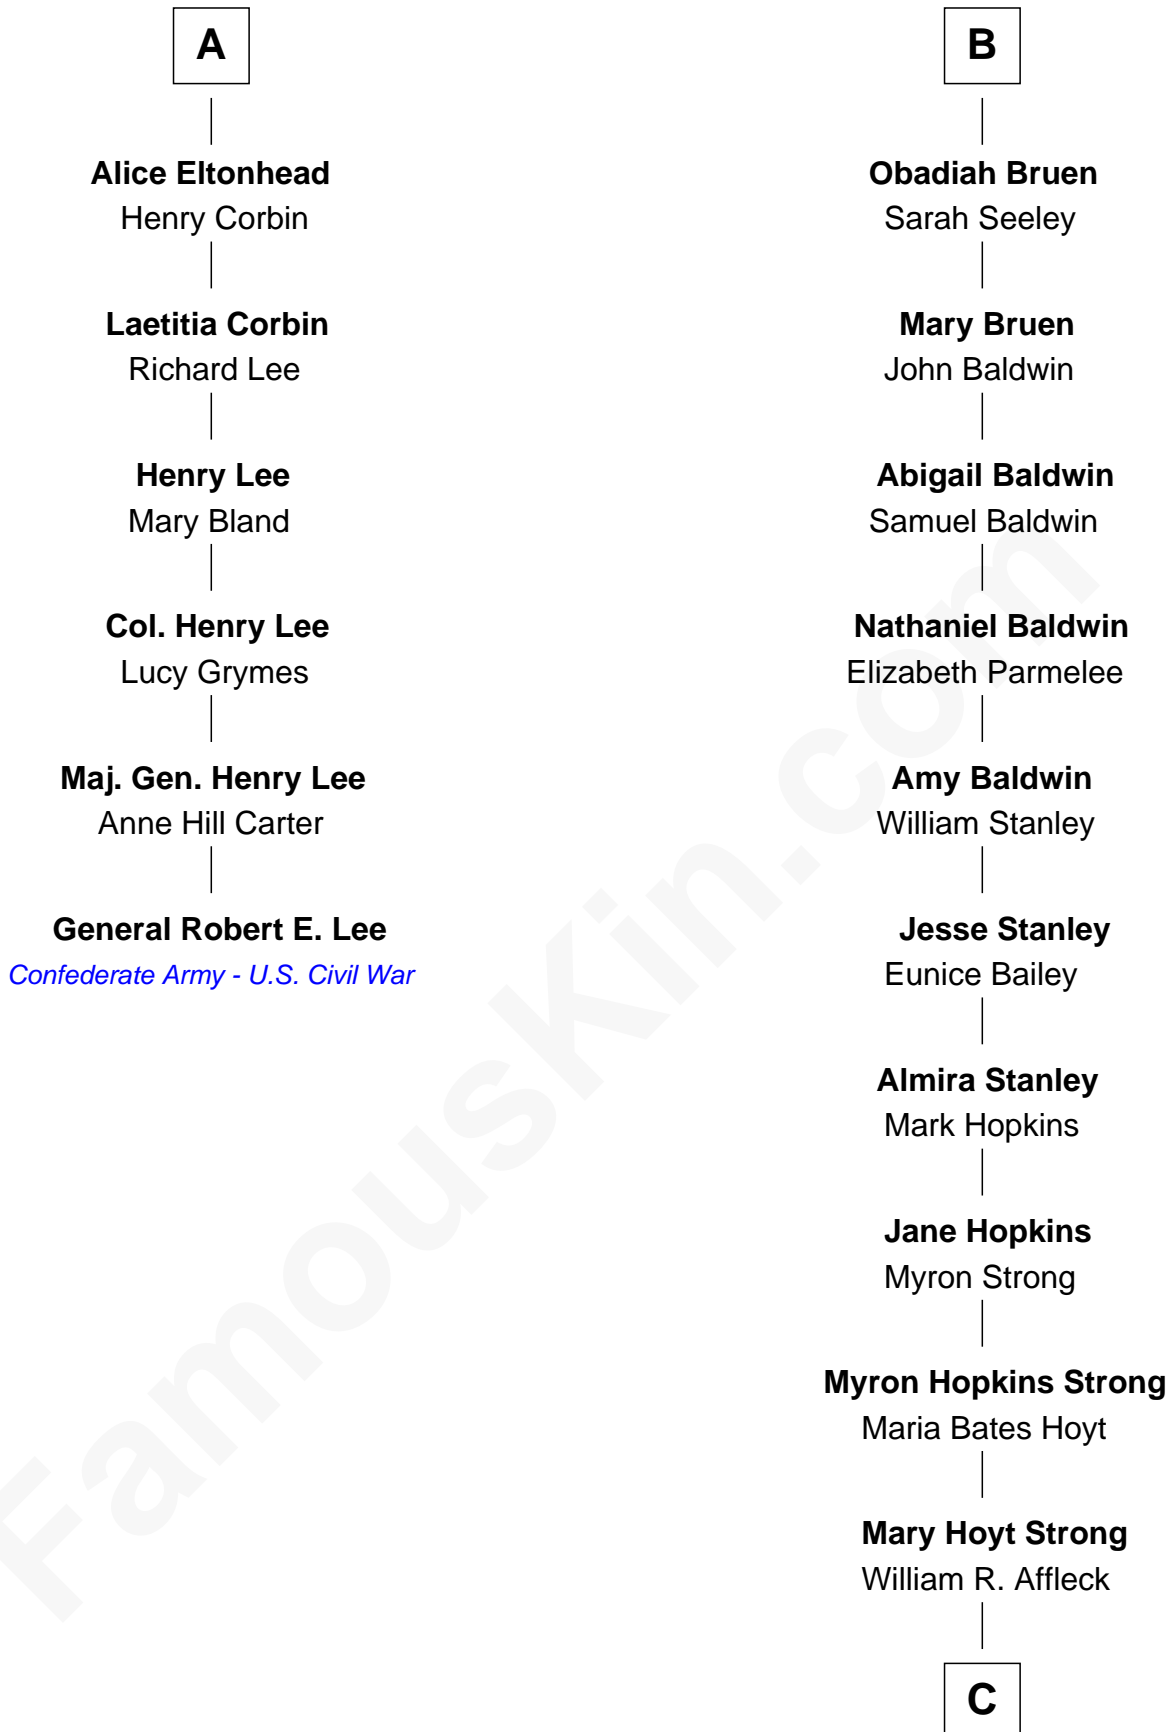 A
Alice Eltonhead
Henry Corbin
Laetitia Corbin
Richard Lee
Henry Lee
Mary Bland
Col. Henry Lee
Lucy Grymes
Maj. Gen. Henry Lee
Anne Hill Carter
General Robert E. Lee
Confederate Army - U.S. Civil War
B
Obadiah Bruen
Sarah Seeley
Mary Bruen
John Baldwin
Abigail Baldwin
Samuel Baldwin
Nathaniel Baldwin
Elizabeth Parmelee
Amy Baldwin
William Stanley
Jesse Stanley
Eunice Bailey
Almira Stanley
Mark Hopkins
Jane Hopkins
Myron Strong
Myron Hopkins Strong
Maria Bates Hoyt
Mary Hoyt Strong
William R. Affleck
C
FamousKin.com